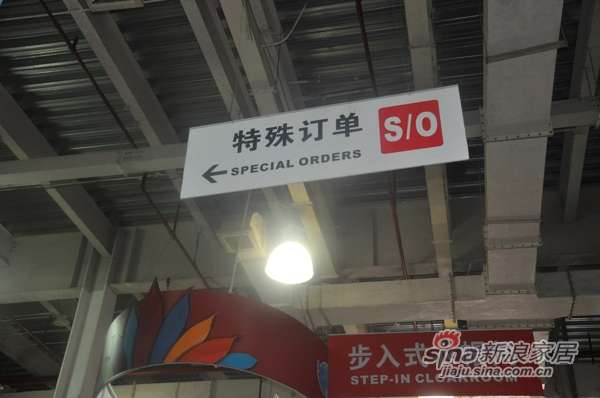 特殊订单 S/O
← SPECIAL ORDERS
步入式
STEP-IN CLOAKROOM
sina新浪家居
jiaju.sina.com.cn